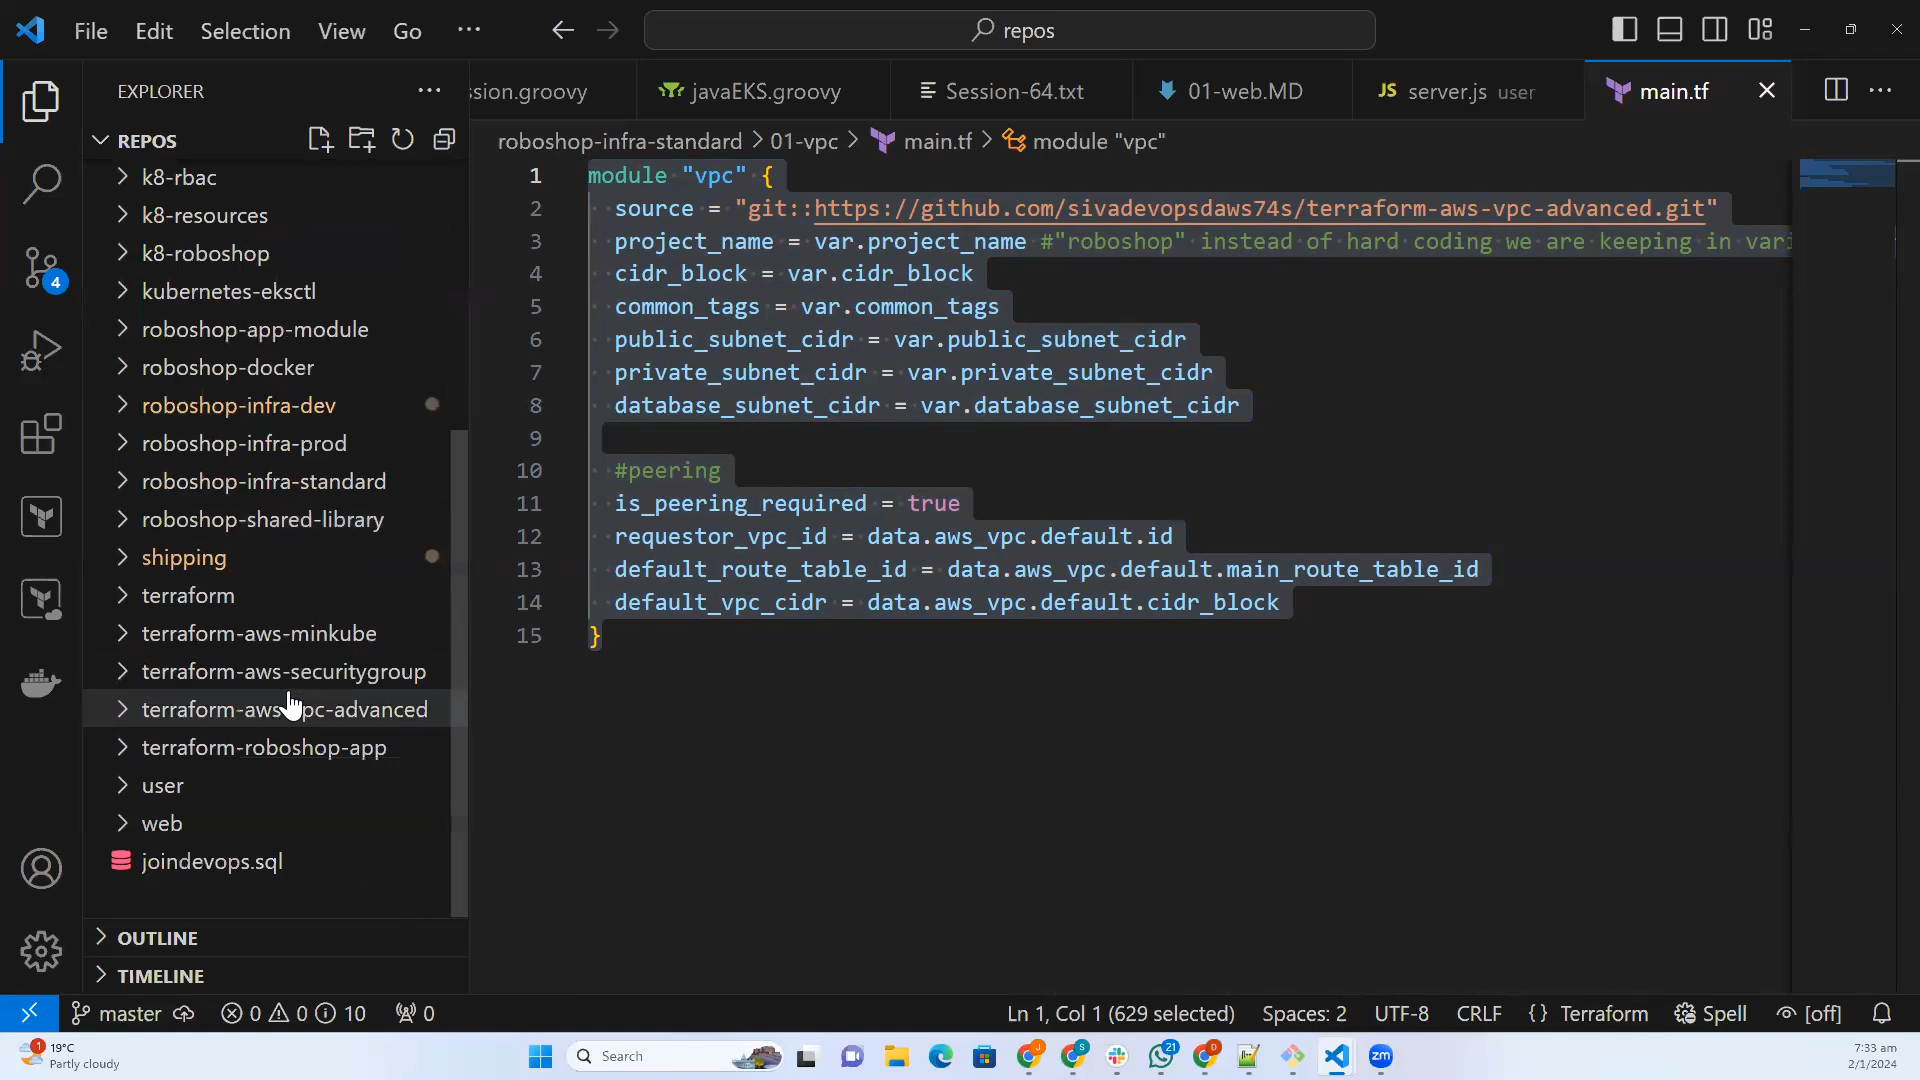 File Edit Selection View Go ···
repos
EXPLORER
sion.groovy javaEKS.groovy Session-64.txt 01-web.MD JS server.js user main.tf
REPOS
roboshop-infra-standard > 01-vpc > main.tf > module "vpc"
k8-rbac
k8-resources
k8-roboshop
kubernetes-eksctl
roboshop-app-module
roboshop-docker
roboshop-infra-dev
roboshop-infra-prod
roboshop-infra-standard
roboshop-shared-library
shipping
terraform
terraform-aws-minkube
terraform-aws-securitygroup
terraform-aws pc-advanced
terraform-roboshop-app
user
web
joindevops.sql
OUTLINE
TIMELINE
4
1 module "vpc" {
2 source = "git::https://github.com/sivadevopsdaws74s/terraform-aws-vpc-advanced.git"
3 project_name = var.project_name #"roboshop" instead of hard coding we are keeping in vari
4 cidr_block = var.cidr_block
5 common_tags = var.common_tags
6 public_subnet_cidr = var.public_subnet_cidr
7 private_subnet_cidr = var.private_subnet_cidr
8 database_subnet_cidr = var.database_subnet_cidr
9
10 #peering
11 is_peering_required = true
12 requestor_vpc_id = data.aws_vpc.default.id
13 default_route_table_id = data.aws_vpc.default.main_route_table_id
14 default_vpc_cidr = data.aws_vpc.default.cidr_block
15 }
master 0 0 10 0 Ln 1, Col 1 (629 selected) Spaces: 2 UTF-8 CRLF {} Terraform Spell [off]
1 19°C
Partly cloudy
Search
J S 21 D zm
7:33 am
2/1/2024